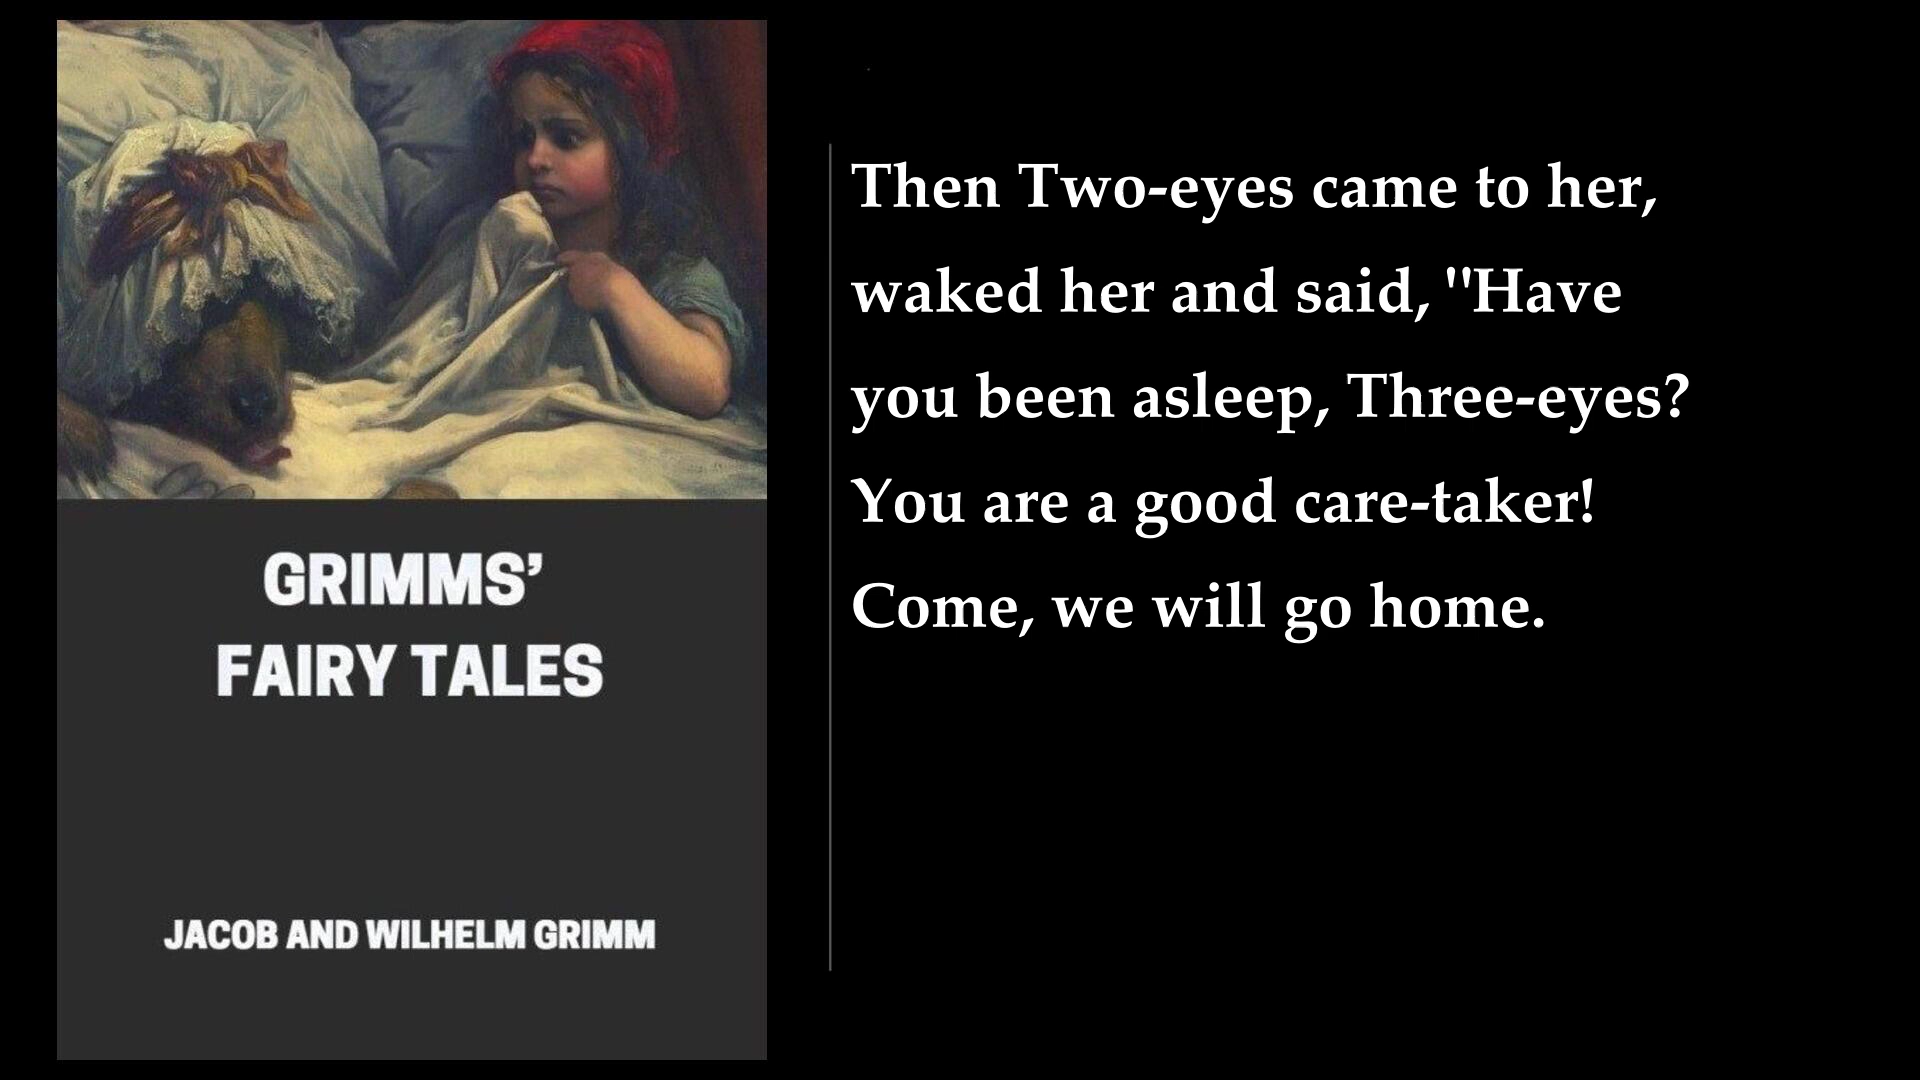 GRIMMS’
FAIRY TALES
JACOB AND WILHELM GRIMM
Then Two-eyes came to her,
waked her and said, "Have
you been asleep, Three-eyes?
You are a good care-taker!
Come, we will go home.